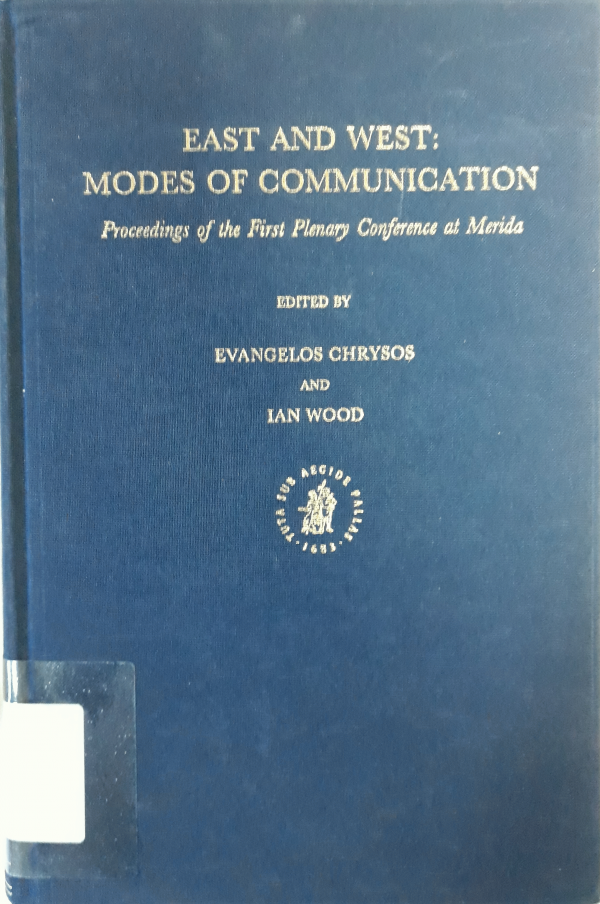 EAST AND WEST:
MODES OF COMMUNICATION
Proceedings of the First Plenary Conference at Merida
EDITED BY
EVANGELOS CHRYSOS
AND
IAN WOOD
TUTA SUB AEGIDE PALLAS
· 1683 ·